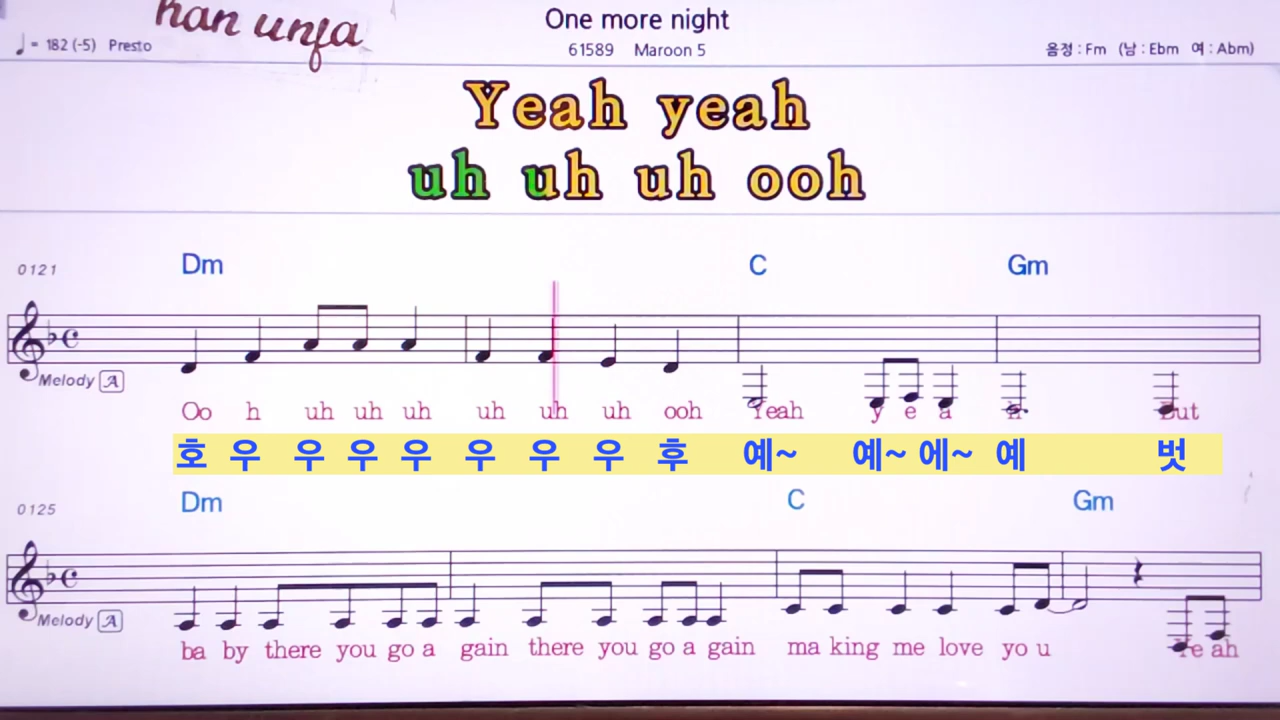 han unfa
One more night
♩= 182 (-5) Presto
61589 Maroon 5
음정 : Fm (남 : Ebm 여 : Abm)
Yeah yeah
uh uh uh ooh
0121
Dm C Gm
Melody A
Oo h uh uh uh uh uh uh ooh Yeah y e a h But
호 우 우 우 우 우 우 우 후 예~ 예~ 에~ 예 벗
0125
Dm C Gm
Melody A
ba by there you go a gain there you go a gain ma king me love yo u Ye ah